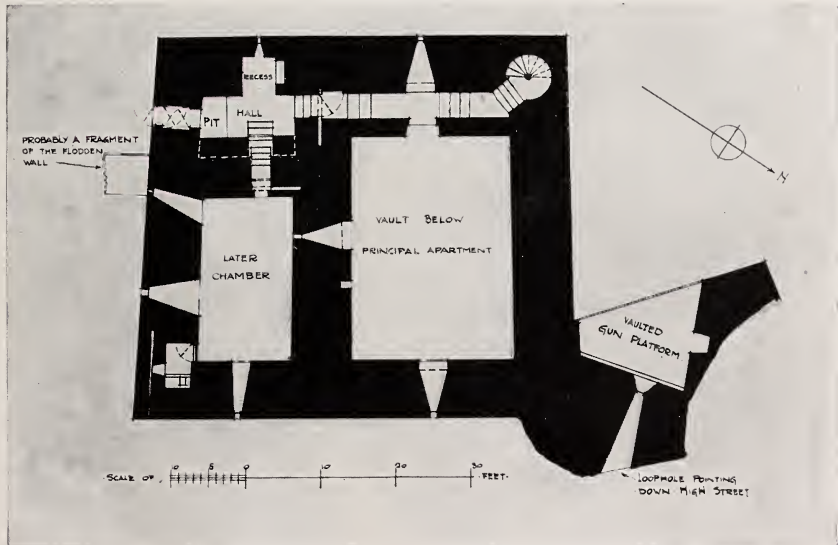 RECESS
PIT
HALL
PROBABLY A FRAGMENT
OF THE FLODDEN
WALL
N
VAULT BELOW
PRINCIPAL APARTMENT
LATER
CHAMBER
VAULTED
GUN PLATFORM
SCALE OF 10 5 0 10 20 30 FEET
LOOPHOLE POINTING
DOWN HIGH STREET